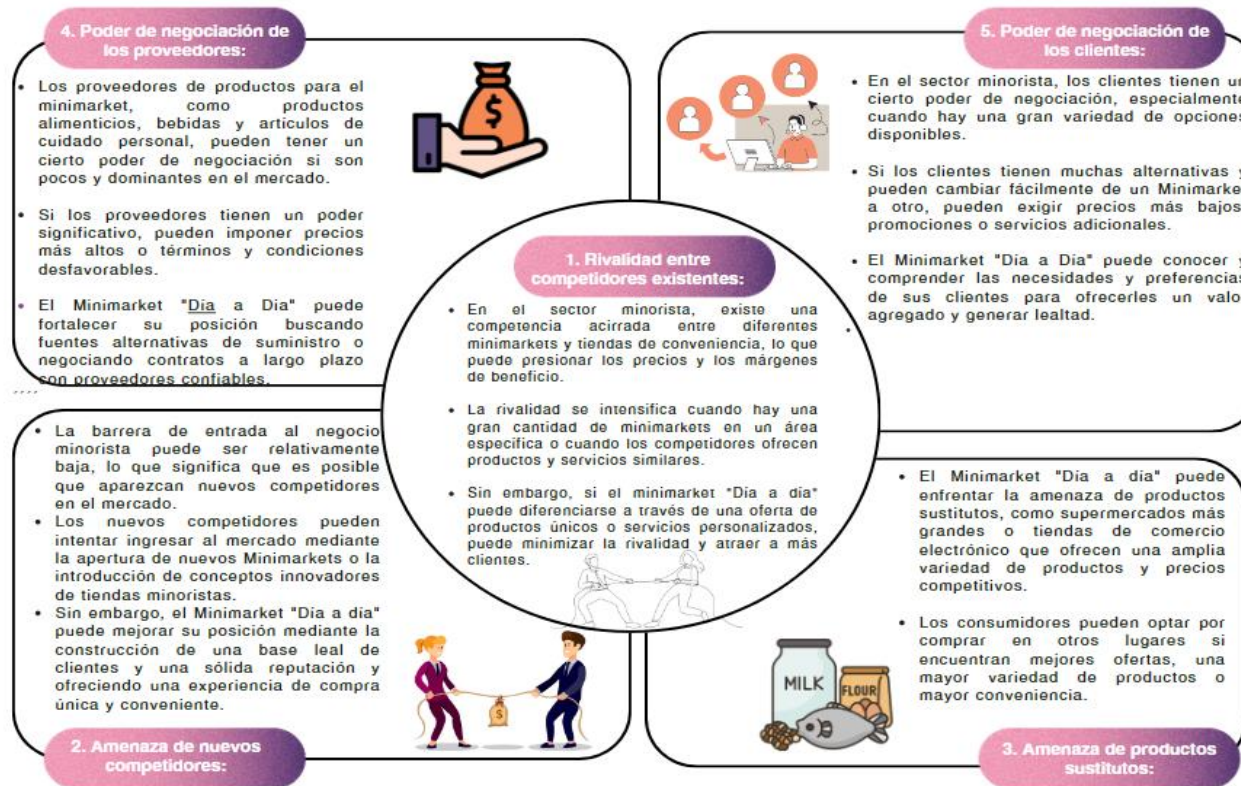 4. Poder de negociación de
los proveedores:
Los proveedores de productos para el
minimarket, como productos
alimenticios, bebidas y artículos de
cuidado personal, pueden tener un
cierto poder de negociación si son
pocos y dominantes en el mercado.
Si los proveedores tienen un poder
significativo, pueden imponer precios
más altos o términos y condiciones
desfavorables.
El Minimarket "Día a Día" puede
fortalecer su posición buscando
fuentes alternativas de suministro o
negociando contratos a largo plazo
con proveedores confiables.
5. Poder de negociación de
los clientes:
En el sector minorista, los clientes tienen un
cierto poder de negociación, especialmente
cuando hay una gran variedad de opciones
disponibles.
Si los clientes tienen muchas alternativas y
pueden cambiar fácilmente de un Minimarke
a otro, pueden exigir precios más bajos,
promociones o servicios adicionales.
El Minimarket "Día a Día" puede conocer y
comprender las necesidades y preferencias
de sus clientes para ofrecerles un valo
agregado y generar lealtad.
1. Rivalidad entre
competidores existentes:
En el sector minorista, existe una
competencia acirrada entre diferentes
minimarkets y tiendas de conveniencia, lo que
puede presionar los precios y los márgenes
de beneficio.
La rivalidad se intensifica cuando hay una
gran cantidad de minimarkets en un área
específica o cuando los competidores ofrecen
productos y servicios similares.
Sin embargo, si el minimarket "Día a día"
puede diferenciarse a través de una oferta de
productos únicos o servicios personalizados,
puede minimizar la rivalidad y atraer a más
clientes.
La barrera de entrada al negocio
minorista puede ser relativamente
baja, lo que significa que es posible
que aparezcan nuevos competidores
en el mercado.
Los nuevos competidores pueden
intentar ingresar al mercado mediante
la apertura de nuevos Minimarkets o la
introducción de conceptos innovadores
de tiendas minoristas.
Sin embargo, el Minimarket "Día a día"
puede mejorar su posición mediante la
construcción de una base leal de
clientes y una sólida reputación y
ofreciendo una experiencia de compra
única y conveniente.
2. Amenaza de nuevos
competidores:
El Minimarket "Día a día" puede
enfrentar la amenaza de productos
sustitutos, como supermercados más
grandes o tiendas de comercio
electrónico que ofrecen una amplia
variedad de productos y precios
competitivos.
Los consumidores pueden optar por
comprar en otros lugares si
encuentran mejores ofertas, una
mayor variedad de productos o
mayor conveniencia.
MILK
FLOUR
3. Amenaza de productos
sustitutos: